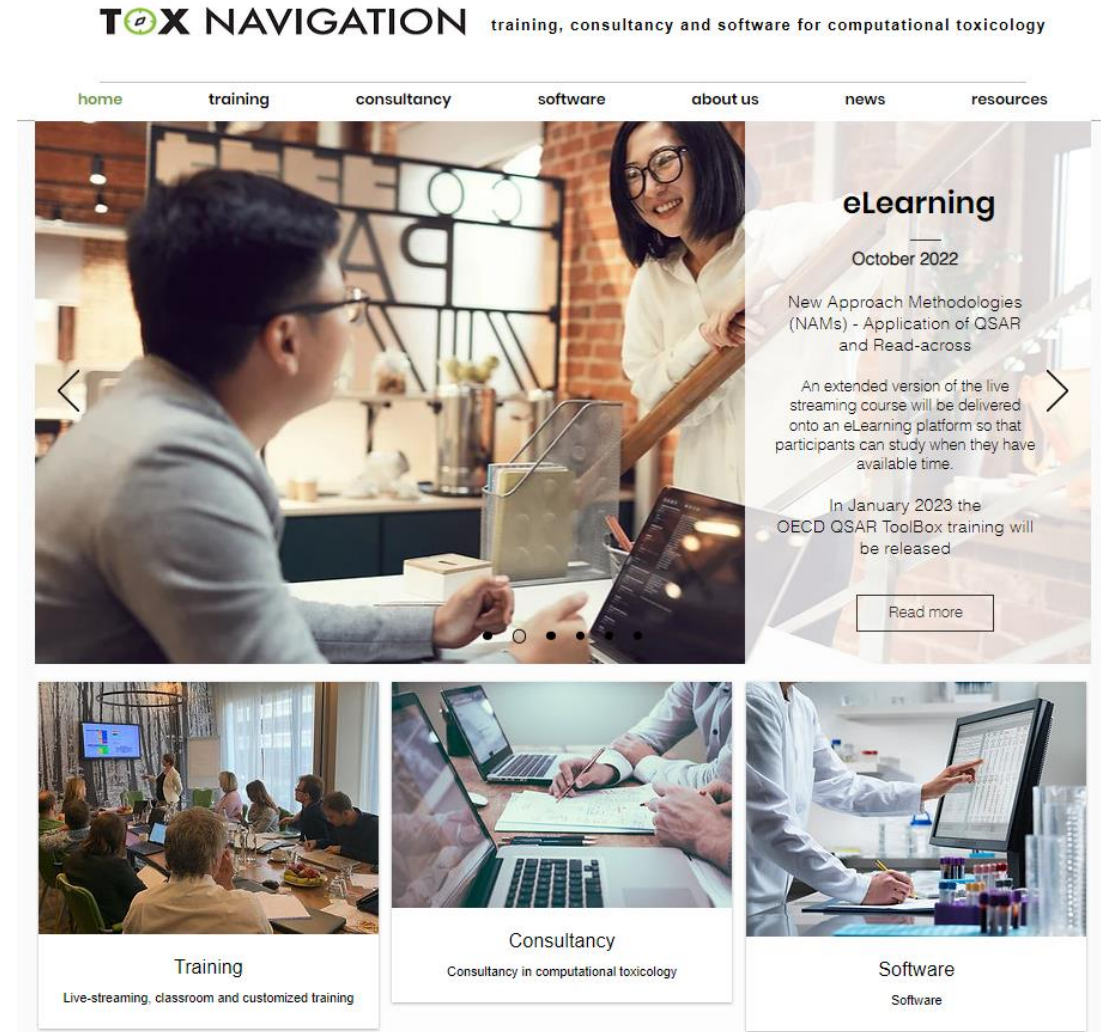 TOX NAVIGATION
training, consultancy and software for computational toxicology
home training consultancy software about us news resources
eLearning
October 2022
New Approach Methodologies
(NAMs) - Application of QSAR
and Read-across
An extended version of the live
streaming course will be delivered
onto an eLearning platform so that
participants can study when they have
available time.
In January 2023 the
OECD QSAR ToolBox training will
be released
Read more
Training
Live-streaming, classroom and customized training
Consultancy
Consultancy in computational toxicology
Software
Software